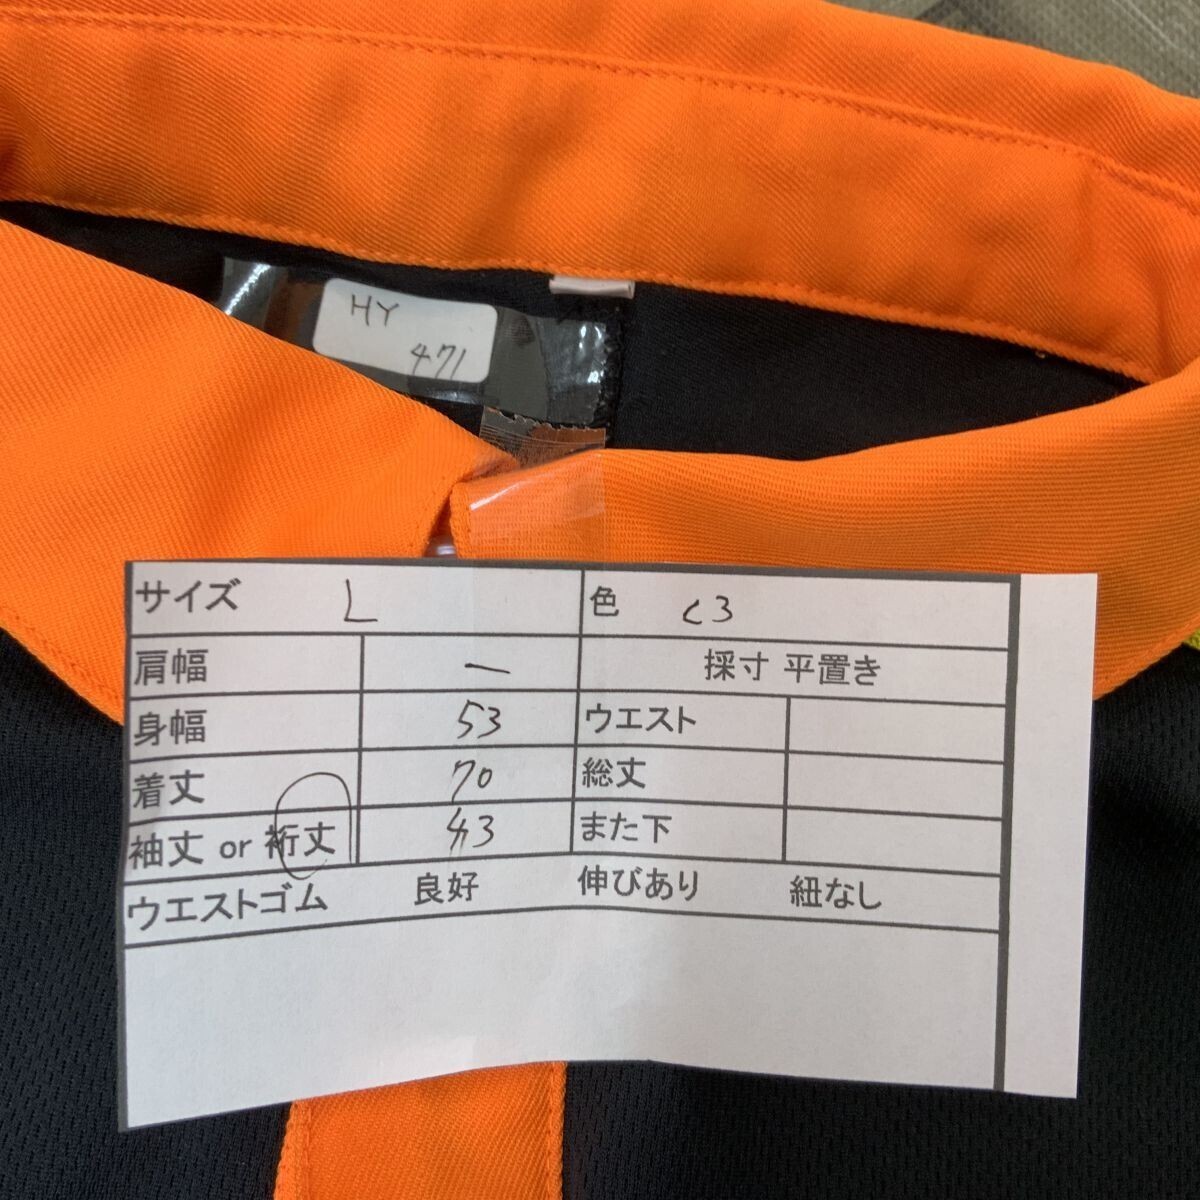 HY
471
サイズ L 色 くろ
肩幅 ー 採寸 平置き
身幅 53 ウエスト
着丈 70 総丈
袖丈 or 裄丈 43 また下
ウエストゴム 良好 伸びあり 紐なし